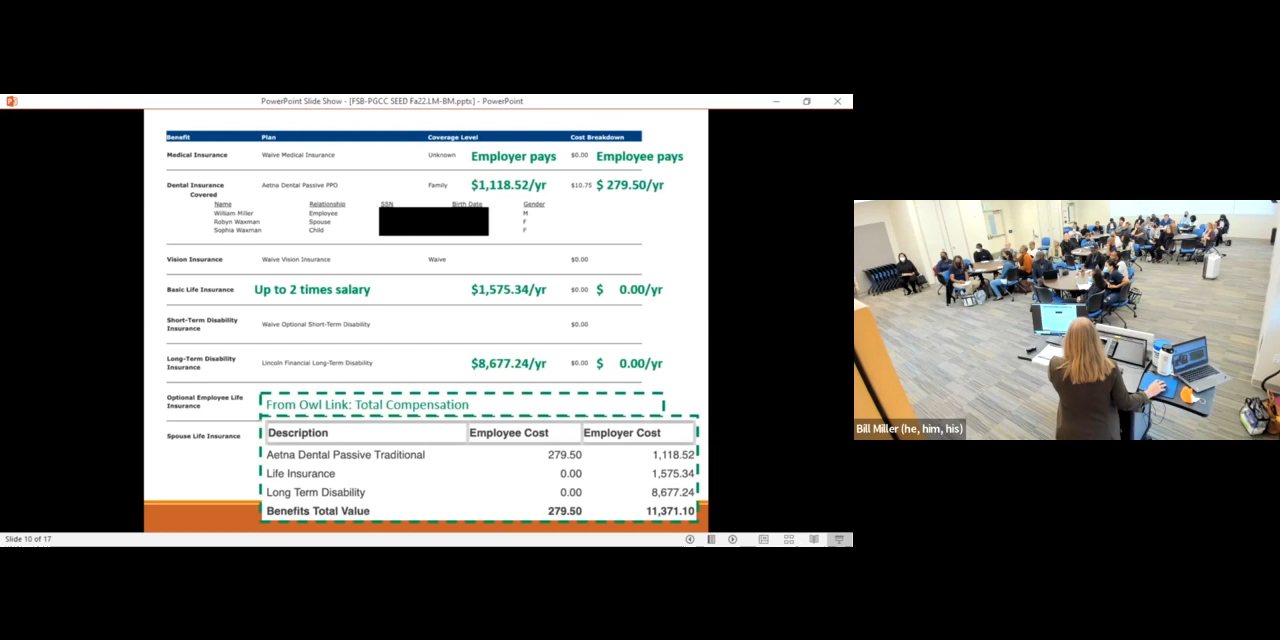 PowerPoint Slide Show - [FSB-PGCC SEED Fa22.LM-BM.pptx] - PowerPoint
Benefit Plan Coverage Level Cost Breakdown
Medical Insurance Waive Medical Insurance Unknown Employer pays $0.00 Employee pays
Dental Insurance Aetna Dental Passive PPO Family $1,118.52/yr $10.75 $ 279.50/yr
Covered
Name Relationship SSN Birth Date Gender
William Miller Employee M
Robyn Waxman Spouse F
Sophia Waxman Child F
Vision Insurance Waive Vision Insurance Waive $0.00
Basic Life Insurance Up to 2 times salary $1,575.34/yr $0.00 $ 0.00/yr
Short-Term Disability
Insurance Waive Optional Short-Term Disability $0.00
Long-Term Disability
Insurance Lincoln Financial Long-Term Disability $8,677.24/yr $0.00 $ 0.00/yr
Optional Employee Life
Insurance
From Owl Link: Total Compensation
Spouse Life Insurance
Description Employee Cost Employer Cost
Aetna Dental Passive Traditional 279.50 1,118.52
Life Insurance 0.00 1,575.34
Long Term Disability 0.00 8,677.24
Benefits Total Value 279.50 11,371.10
Slide 10 of 17
Bill Miller (he, him, his)